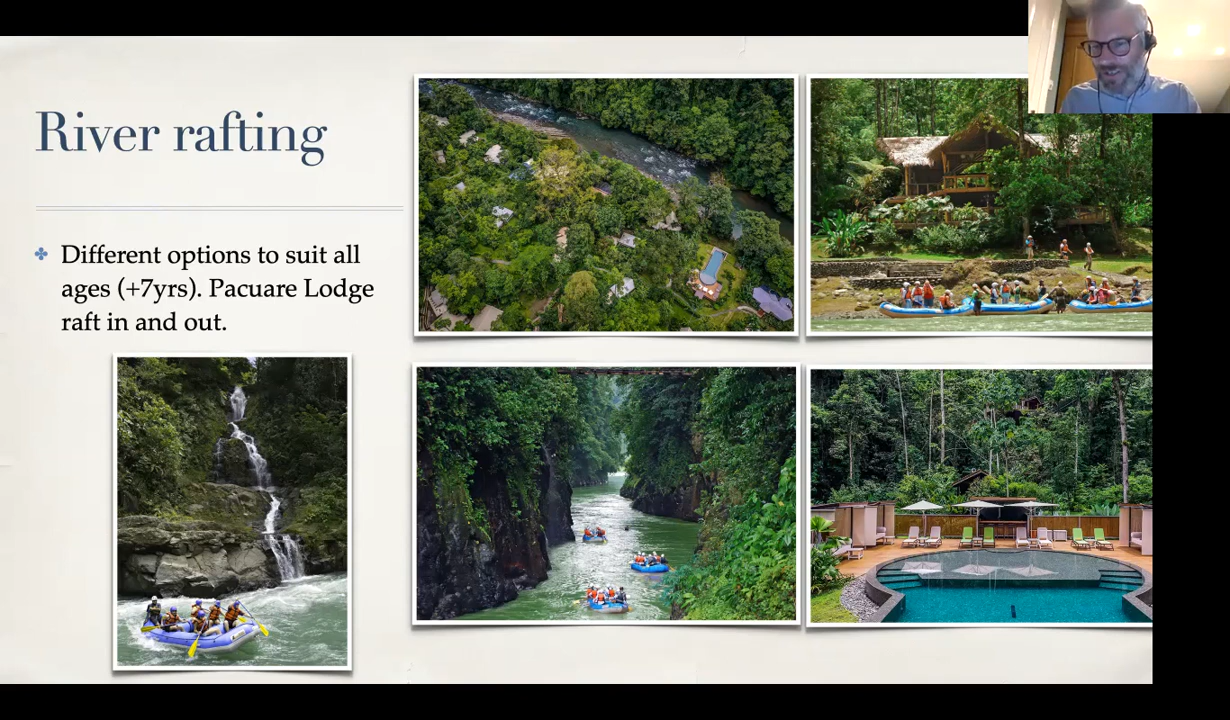 River rafting
Different options to suit all
ages (+7yrs). Pacuare Lodge
raft in and out.